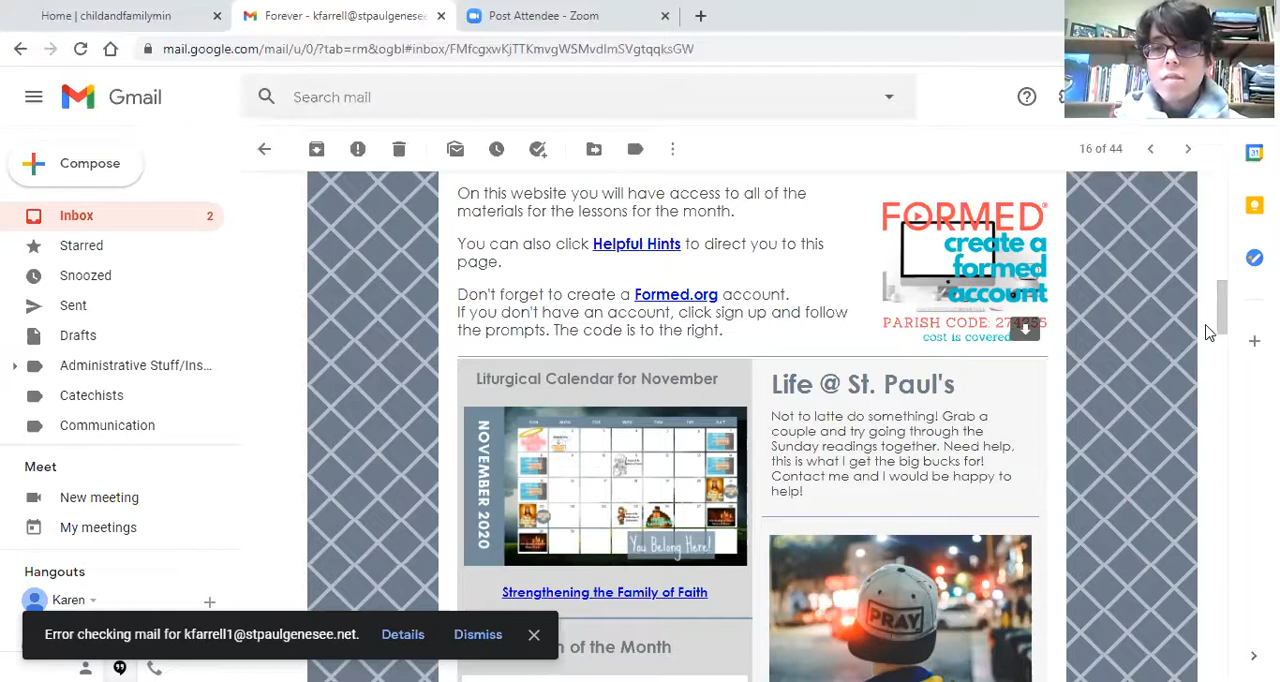 Home | childandfamilymin
Forever - kfarrell@stpaulgenesee
Post Attendee - Zoom
mail.google.com/mail/u/0/?tab=rm&ogbl#inbox/FMfcgxwKjTTKmvgWSMvdlmSVgtqqksGW
Gmail
Search mail
Compose
16 of 44
Inbox
2
Starred
Snoozed
Sent
Drafts
Administrative Stuff/Ins...
Catechists
Communication
Meet
New meeting
My meetings
Hangouts
Karen
On this website you will have access to all of the
materials for the lessons for the month.
You can also click Helpful Hints to direct you to this
page.
Don't forget to create a Formed.org account.
If you don't have an account, click sign up and follow
the prompts. The code is to the right.
FORMED®
create a
formed
account
PARISH CODE: 274255
cost is covered
Liturgical Calendar for November
NOVEMBER 2020
You Belong Here!
Strengthening the Family of Faith
of the Month
Life @ St. Paul's
Not to latte do something! Grab a
couple and try going through the
Sunday readings together. Need help,
this is what I get the big bucks for!
Contact me and I would be happy to
help!
PRAY
Error checking mail for kfarrell1@stpaulgenesee.net.
Details
Dismiss